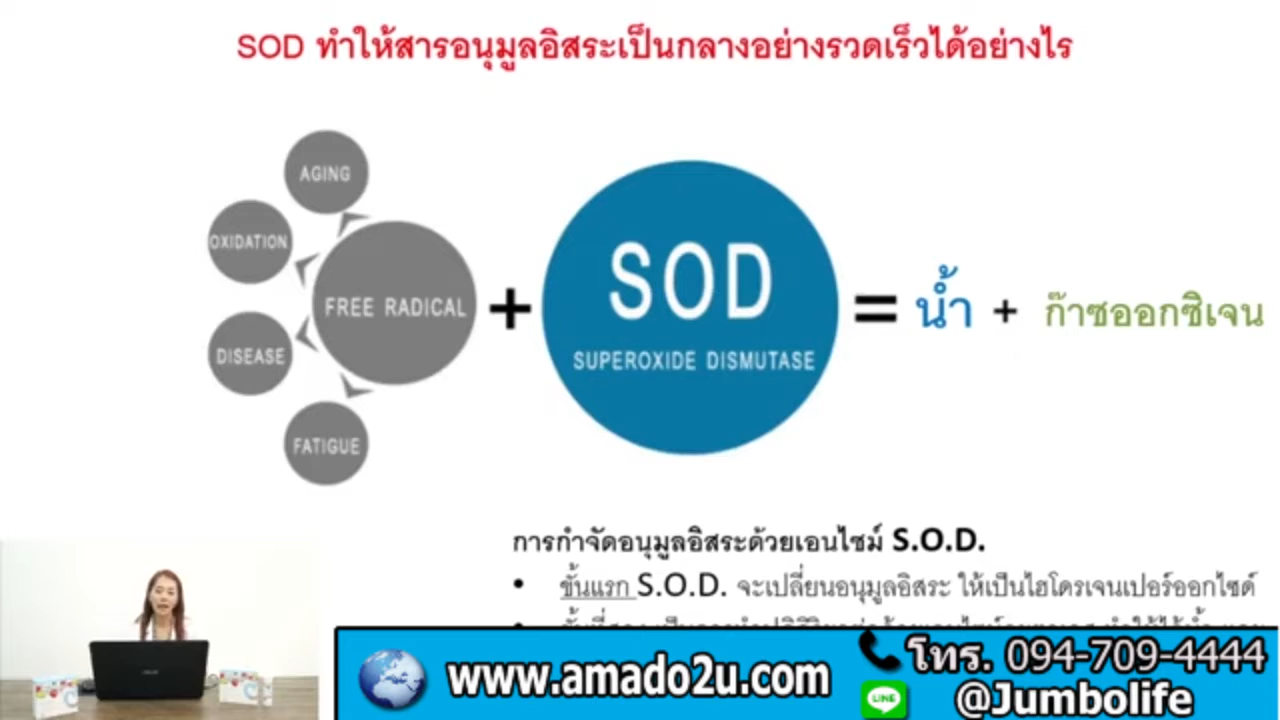 SOD ทำให้สารอนุมูลอิสระเป็นกลางอย่างรวดเร็วได้อย่างไร
AGING
OXIDATION
FREE RADICAL
DISEASE
FATIGUE
+
SOD
SUPEROXIDE DISMUTASE
= น้ำ + ก๊าซออกซิเจน
การกำจัดอนุมูลอิสระด้วยเอนไซม์ S.O.D.
• ขั้นแรก S.O.D. จะเปลี่ยนอนุมูลอิสระ ให้เป็นไฮโดรเจนเปอร์ออกไซด์
www.amado2u.com
โทร. 094-709-4444
LINE @Jumbolife